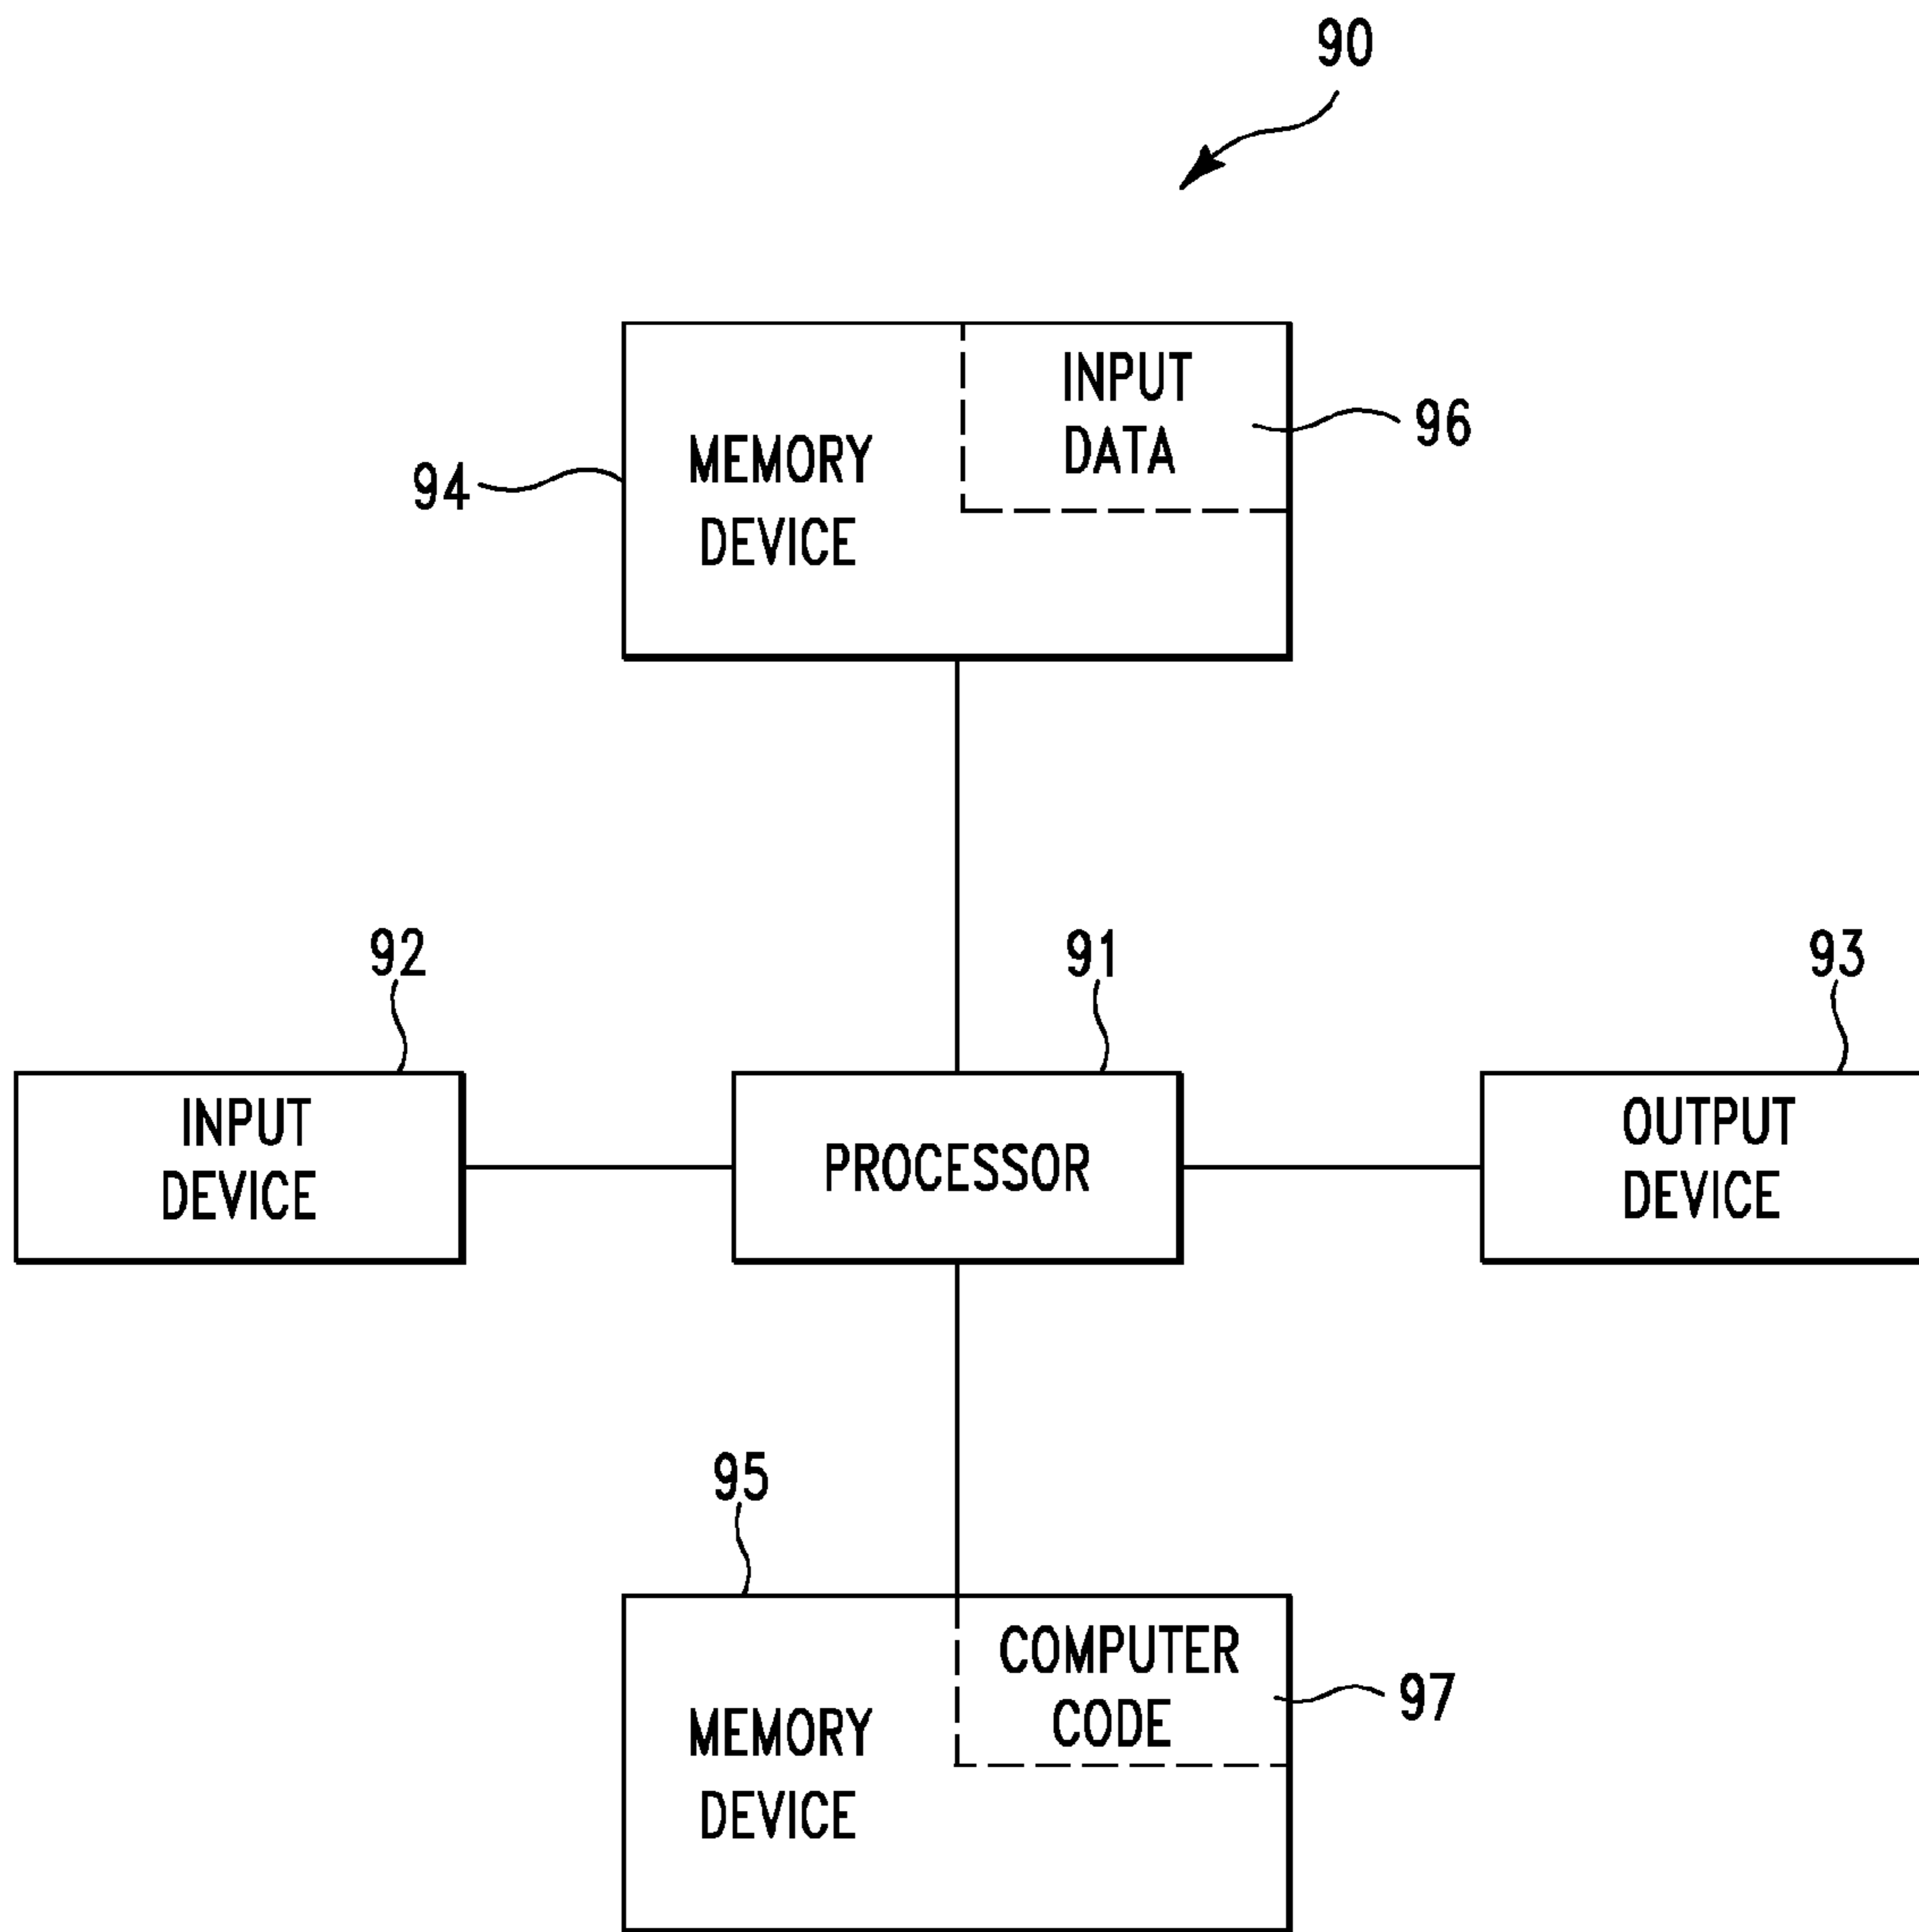 90
INPUT
DATA
96
MEMORY
DEVICE
94
92
91
93
INPUT
DEVICE
PROCESSOR
OUTPUT
DEVICE
95
COMPUTER
CODE
97
MEMORY
DEVICE